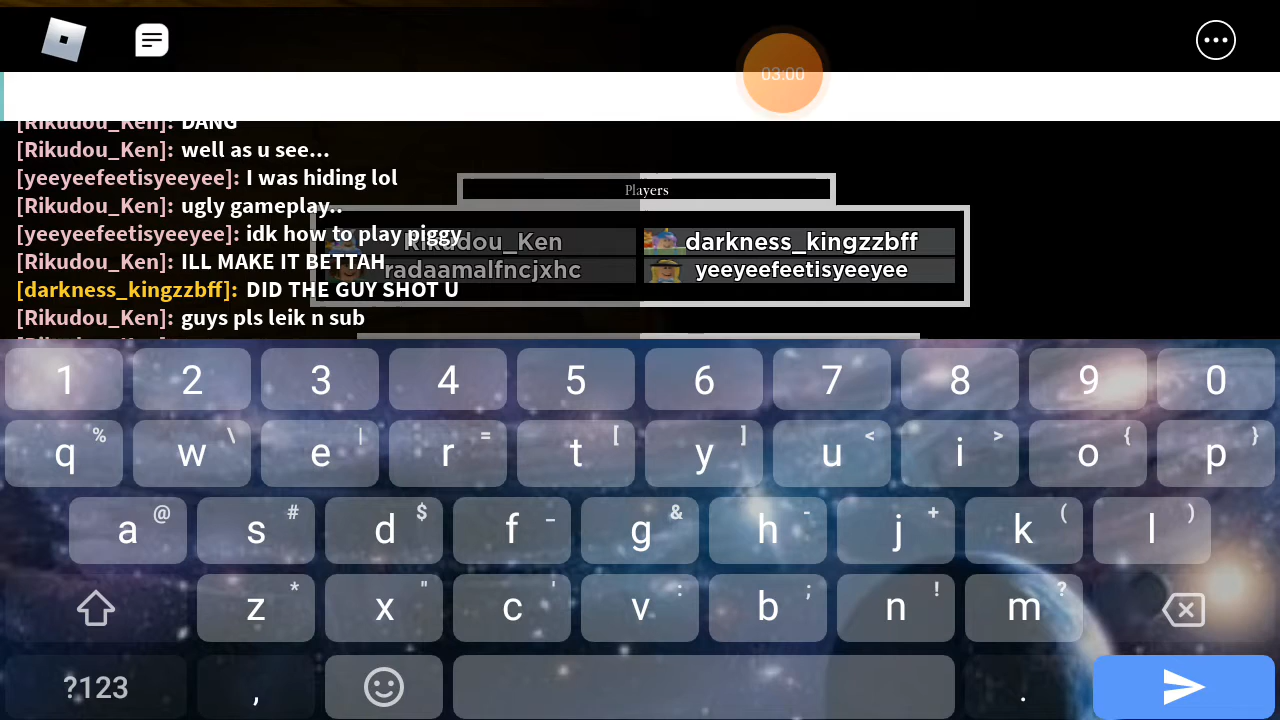 03:00
[Rikudou_Ken]: DANG
[Rikudou_Ken]: well as u see...
[yeeyeefeetisyeeyee]: I was hiding lol
[Rikudou_Ken]: ugly gameplay..
[yeeyeefeetisyeeyee]: idk how to play piggy
[Rikudou_Ken]: ILL MAKE IT BETTAH
[darkness_kingzzbff]: DID THE GUY SHOT U
[Rikudou_Ken]: guys pls leik n sub
Players
Rikudou_Ken darkness_kingzzbff
radaamalfncjxhc yeeyeefeetisyeeyee
1 2 3 4 5 6 7 8 9 0
q % w \ e | r = t [ y ] u < i > o { p }
a @ s # d $ f _ g & h - j + k ( l )
z * x " c ' v : b ; n ! m ?
?123 , .